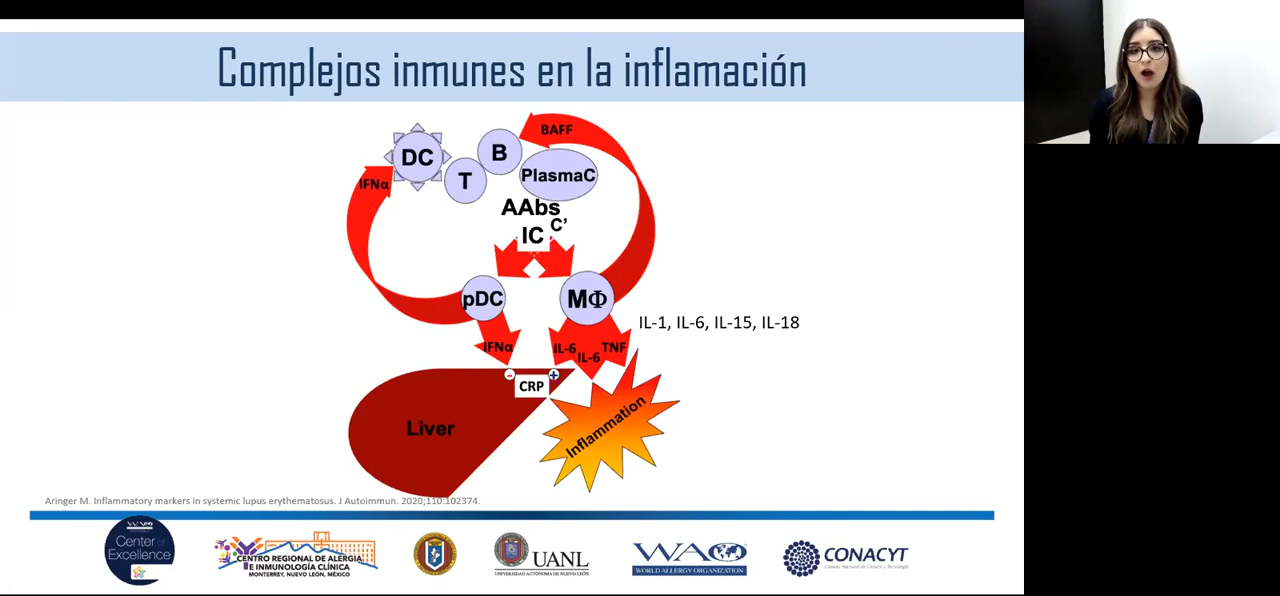 Complejos inmunes en la inflamación
BAFF
DC
B
T
PlasmaC
IFNα
AAbs
IC C’
pDC
MΦ
IL-1, IL-6, IL-15, IL-18
IFNα
IL-6
IL-6
TNF
-
CRP
+
Liver
Inflammation
Aringer M. Inflammatory markers in systemic lupus erythematosus. J Autoimmun. 2020;110:102374.
Center of
Excellence
CENTRO REGIONAL DE ALERGIA
E INMUNOLOGÍA CLÍNICA
MONTERREY, NUEVO LEÓN, MÉXICO
UANL
UNIVERSIDAD AUTÓNOMA DE NUEVO LEÓN
WAO
WORLD ALLERGY ORGANIZATION
CONACYT
Consejo Nacional de Ciencia y Tecnología